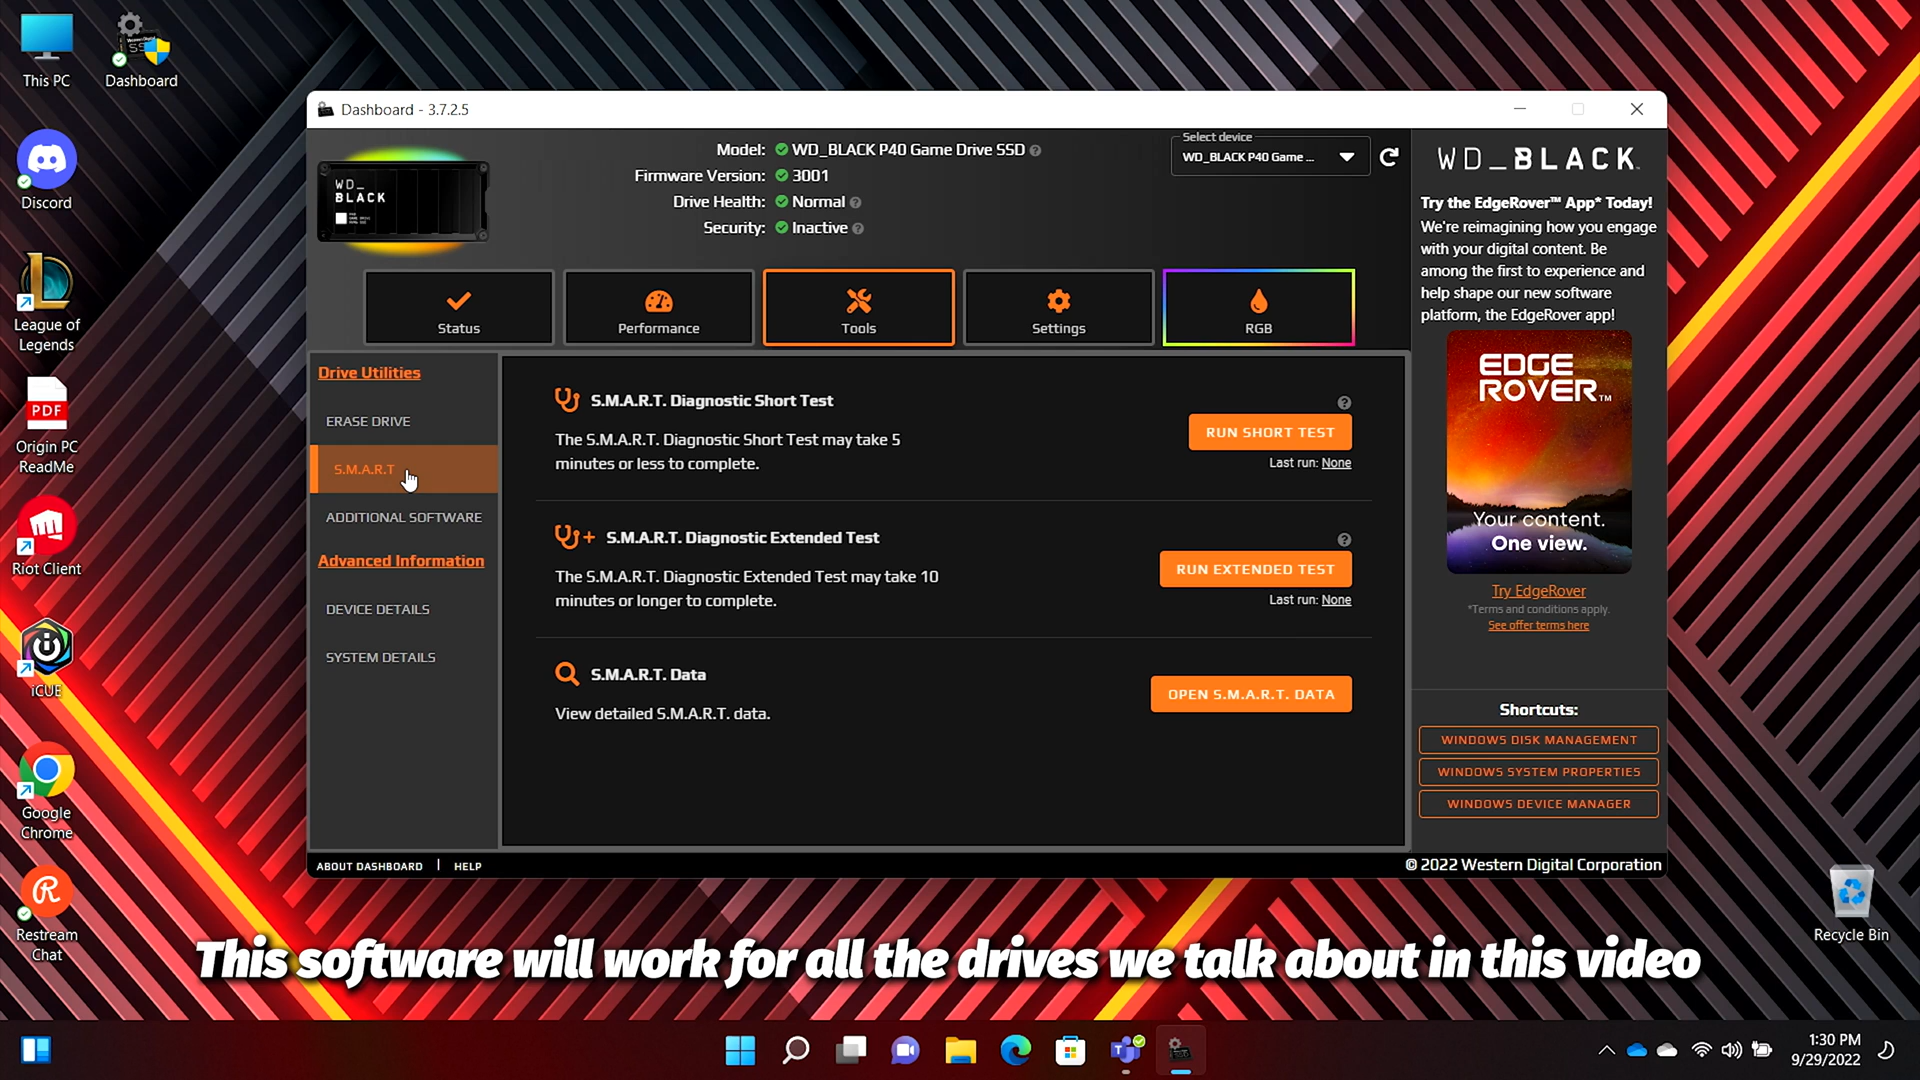 This PC
Dashboard
Discord
League of
Legends
PDF
Origin PC
ReadMe
Riot Client
iCUE
Google
Chrome
Restream
Chat
Recycle Bin
Dashboard - 3.7.2.5
WD_
BLACK
Model: WD_BLACK P40 Game Drive SSD
Firmware Version: 3001
Drive Health: Normal
Security: Inactive
Select device
WD_BLACK P40 Game ...
Status
Performance
Tools
Settings
RGB
Drive Utilities
ERASE DRIVE
S.M.A.R.T
ADDITIONAL SOFTWARE
Advanced Information
DEVICE DETAILS
SYSTEM DETAILS
S.M.A.R.T. Diagnostic Short Test
The S.M.A.R.T. Diagnostic Short Test may take 5
minutes or less to complete.
RUN SHORT TEST
Last run: None
S.M.A.R.T. Diagnostic Extended Test
The S.M.A.R.T. Diagnostic Extended Test may take 10
minutes or longer to complete.
RUN EXTENDED TEST
Last run: None
S.M.A.R.T. Data
View detailed S.M.A.R.T. data.
OPEN S.M.A.R.T. DATA
WD_BLACK
Try the EdgeRover™ App* Today!
We're reimagining how you engage
with your digital content. Be
among the first to experience and
help shape our new software
platform, the EdgeRover app!
EDGE
ROVER™
Your content.
One view.
Try EdgeRover
*Terms and conditions apply.
See offer terms here
Shortcuts:
WINDOWS DISK MANAGEMENT
WINDOWS SYSTEM PROPERTIES
WINDOWS DEVICE MANAGER
ABOUT DASHBOARD | HELP
© 2022 Western Digital Corporation
This software will work for all the drives we talk about in this video
1:30 PM
9/29/2022